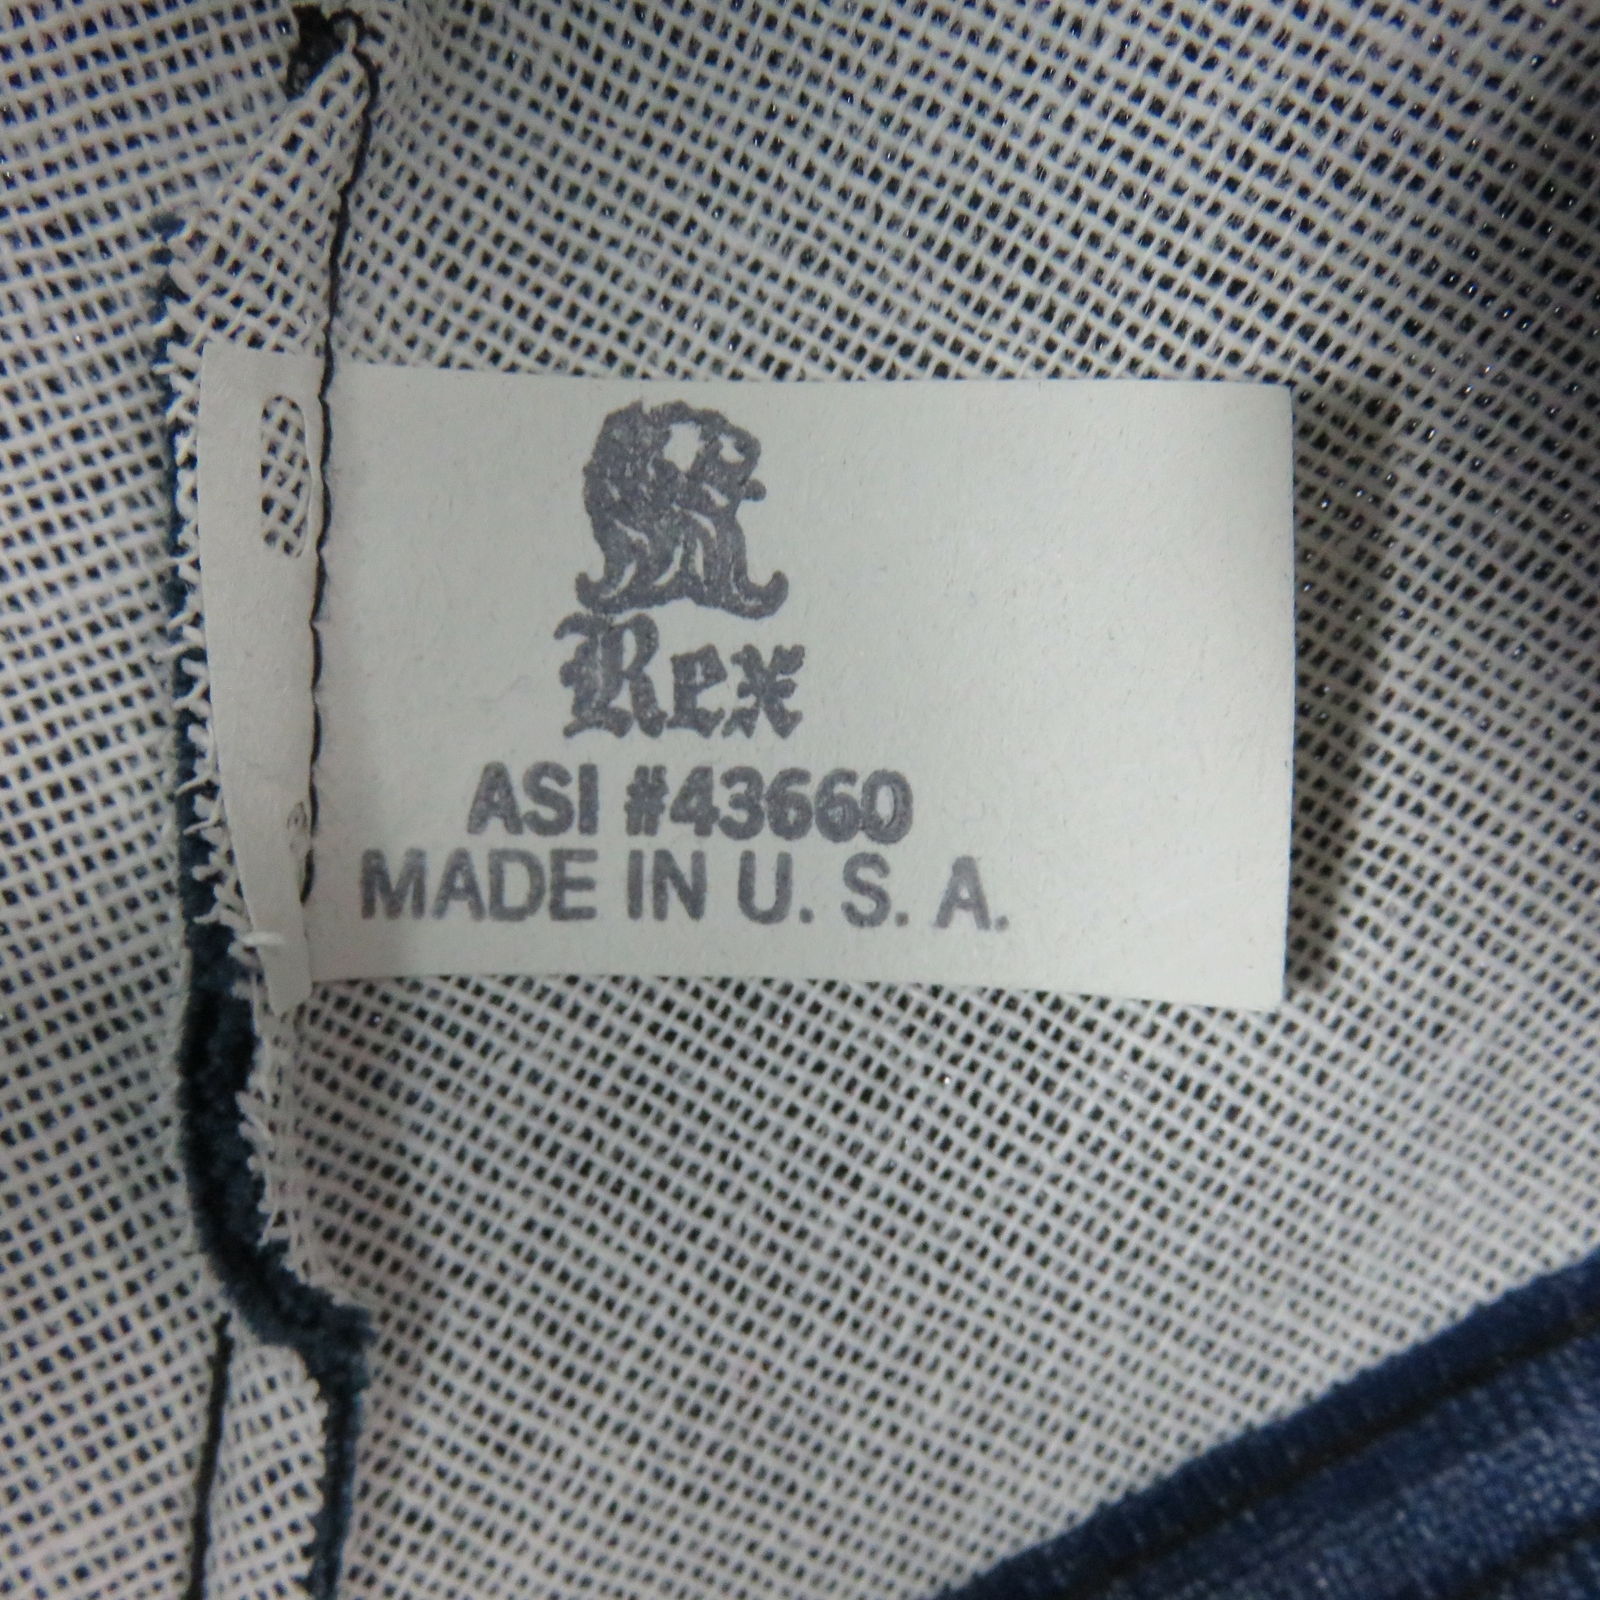 Rex
ASI #43660
MADE IN U. S. A.